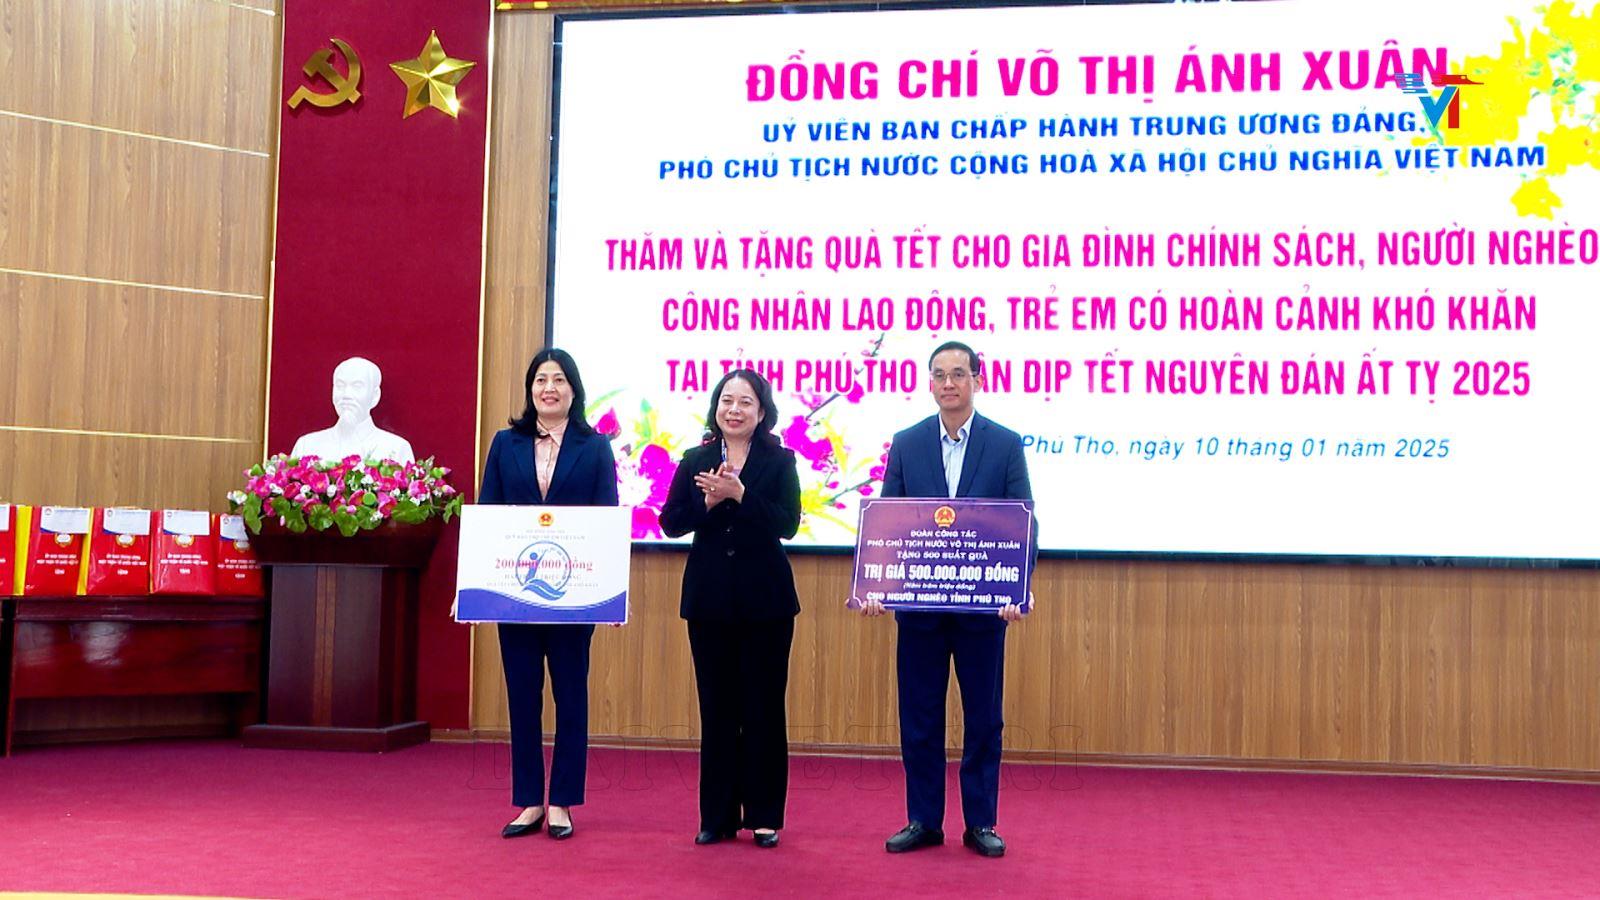 ĐỒNG CHÍ VÕ THỊ ÁNH XUÂN
UỶ VIÊN BAN CHẤP HÀNH TRUNG ƯƠNG ĐẢNG,
PHÓ CHỦ TỊCH NƯỚC CỘNG HOÀ XÃ HỘI CHỦ NGHĨA VIỆT NAM
THĂM VÀ TẶNG QUÀ TẾT CHO GIA ĐÌNH CHÍNH SÁCH, NGƯỜI NGHÈO
CÔNG NHÂN LAO ĐỘNG, TRẺ EM CÓ HOÀN CẢNH KHÓ KHĂN
TẠI TỈNH PHÚ THỌ DỊP TẾT NGUYÊN ĐÁN ẤT TỴ 2025
Phú Thọ, ngày 10 tháng 01 năm 2025
VT
200.000.000 đồng
ĐOÀN CÔNG TÁC
PHÓ CHỦ TỊCH NƯỚC VÕ THỊ ÁNH XUÂN
TẶNG 500 SUẤT QUÀ
TRỊ GIÁ 500.000.000 ĐỒNG
(Năm trăm triệu đồng)
CHO NGƯỜI NGHÈO TỈNH PHÚ THỌ